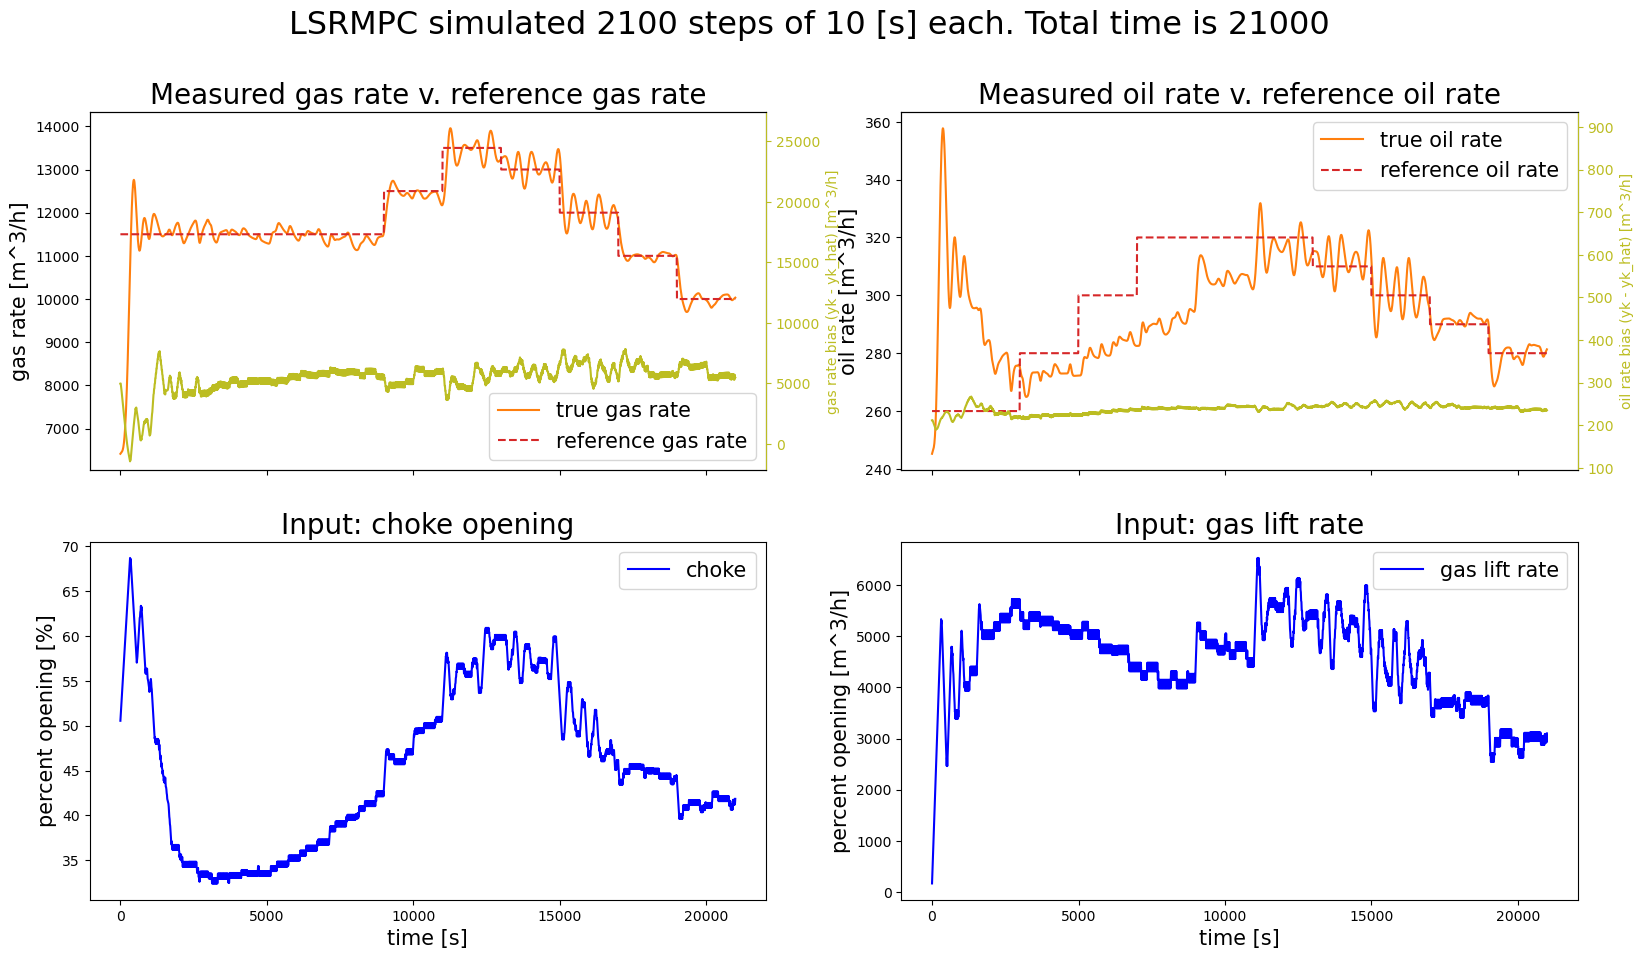 LSRMPC simulated 2100 steps of 10 [s] each. Total time is 21000
Measured gas rate v. reference gas rate
gas rate [m^3/h]
14000
13000
12000
11000
10000
9000
8000
7000
25000
20000
15000
10000
5000
0
gas rate bias (yk - yk_hat) [m^3/h]
true gas rate
reference gas rate
Measured oil rate v. reference oil rate
oil rate [m^3/h]
360
340
320
300
280
260
240
900
800
700
600
500
400
300
200
100
oil rate bias (yk - yk_hat) [m^3/h]
true oil rate
reference oil rate
Input: choke opening
percent opening [%]
70
65
60
55
50
45
40
35
choke
0
5000
10000
15000
20000
time [s]
Input: gas lift rate
percent opening [m^3/h]
6000
5000
4000
3000
2000
1000
0
gas lift rate
0
5000
10000
15000
20000
time [s]